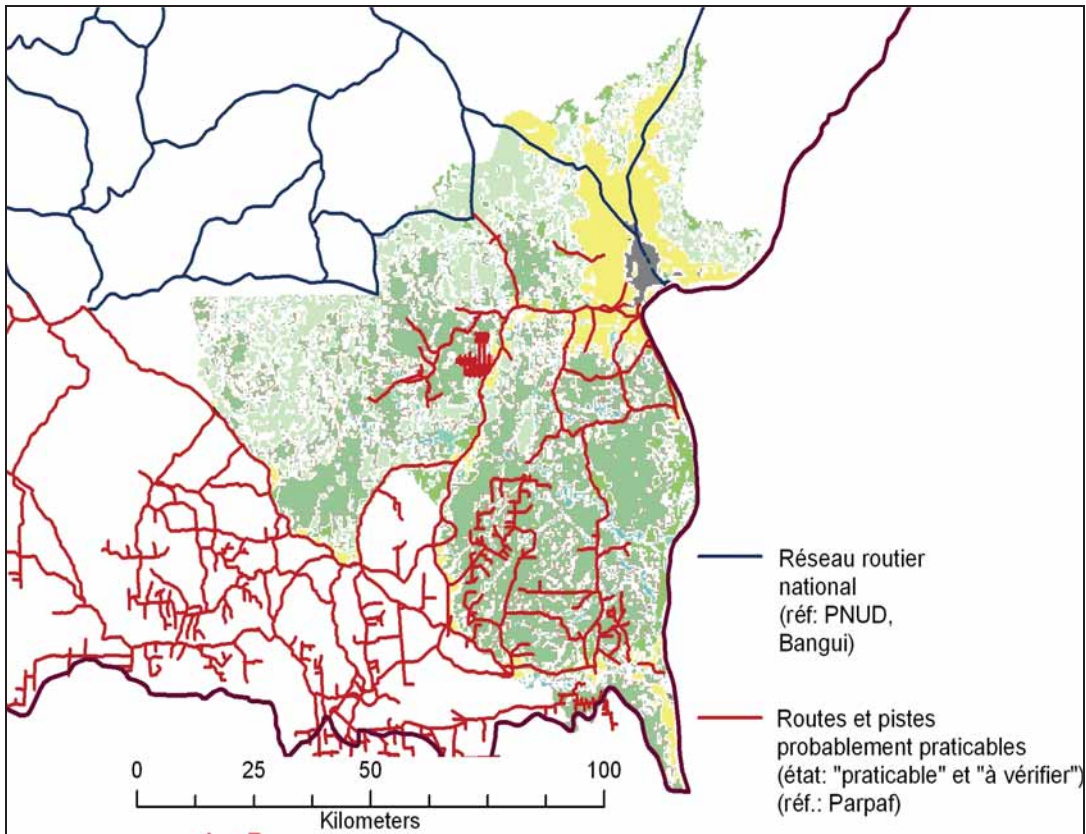 Réseau routier
national
(réf: PNUD,
Bangui)
Routes et pistes
probablement praticables
(état: "praticable" et "à vérifier")
(réf.: Parpaf)
0 25 50 100
Kilometers